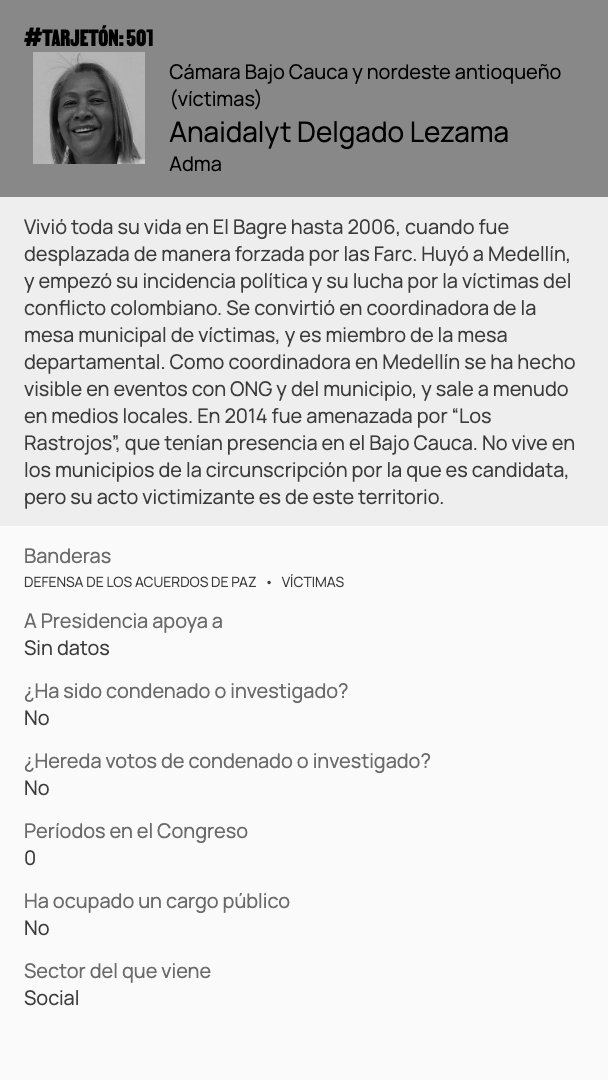 #TARJETÓN: 501
Cámara Bajo Cauca y nordeste antioqueño
(víctimas)
Anaidalyt Delgado Lezama
Adma
Vivió toda su vida en El Bagre hasta 2006, cuando fue
desplazada de manera forzada por las Farc. Huyó a Medellín,
y empezó su incidencia política y su lucha por la víctimas del
conflicto colombiano. Se convirtió en coordinadora de la
mesa municipal de víctimas, y es miembro de la mesa
departamental. Como coordinadora en Medellín se ha hecho
visible en eventos con ONG y del municipio, y sale a menudo
en medios locales. En 2014 fue amenazada por “Los
Rastrojos”, que tenían presencia en el Bajo Cauca. No vive en
los municipios de la circunscripción por la que es candidata,
pero su acto victimizante es de este territorio.
Banderas
DEFENSA DE LOS ACUERDOS DE PAZ • VÍCTIMAS
A Presidencia apoya a
Sin datos
¿Ha sido condenado o investigado?
No
¿Hereda votos de condenado o investigado?
No
Períodos en el Congreso
0
Ha ocupado un cargo público
No
Sector del que viene
Social